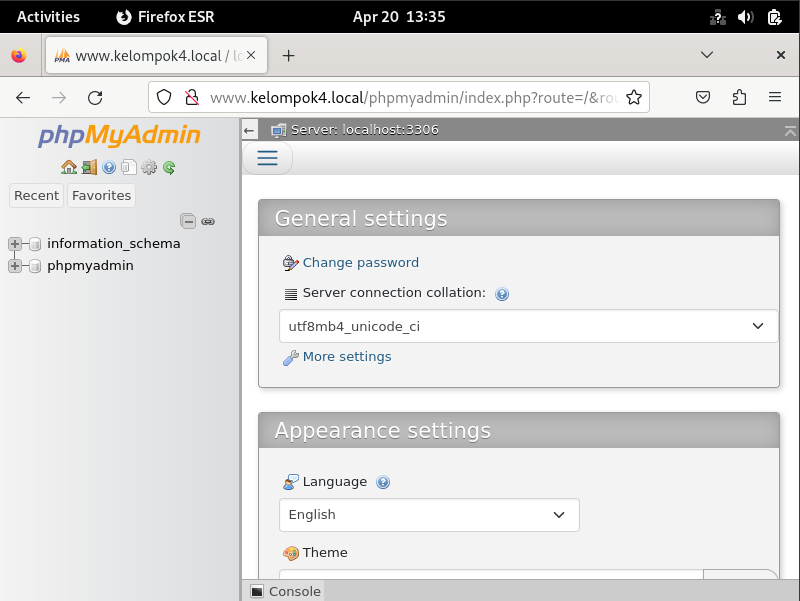 Activities
Firefox ESR
Apr 20 13:35
PMA
www.kelompok4.local / lo
www.kelompok4.local/phpmyadmin/index.php?route=/&rou
phpMyAdmin
Server: localhost:3306
Recent
Favorites
information_schema
phpmyadmin
General settings
Change password
Server connection collation:
utf8mb4_unicode_ci
More settings
Appearance settings
Language
English
Theme
Console